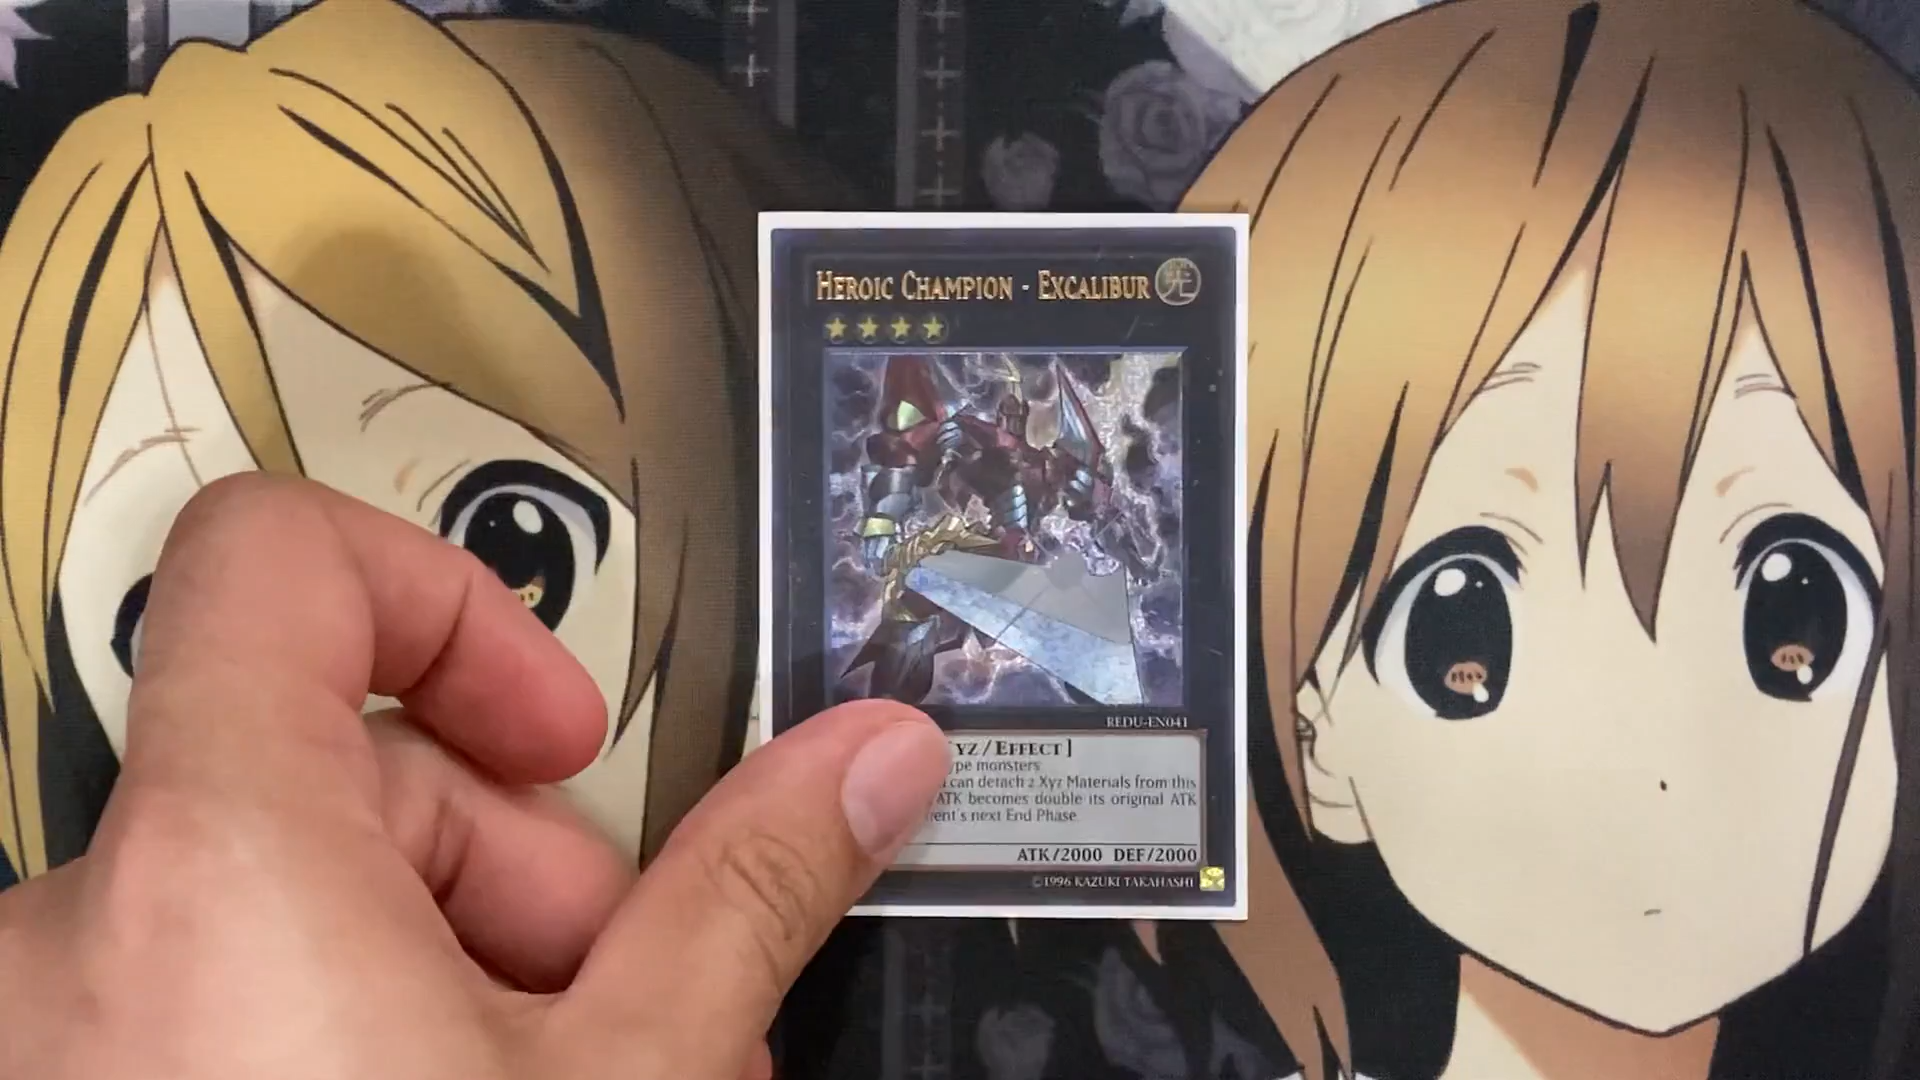 HEROIC CHAMPION - EXCALIBUR
光
REDU-EN041
YZ / EFFECT ]
ype monsters
can detach 2 Xyz Materials from this
ATK becomes double its original ATK
ent's next End Phase.
ATK/2000 DEF/2000
©1996 KAZUKI TAKAHASHI